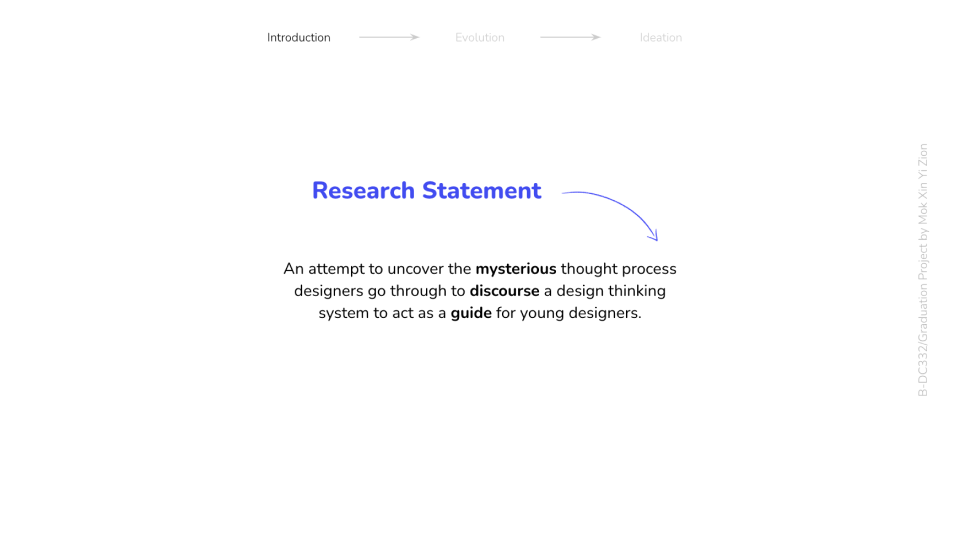 Introduction
Evolution
Ideation
Research Statement
An attempt to uncover the mysterious thought process
designers go through to discourse a design thinking
system to act as a guide for young designers.
B-DC332/Graduation Project by Mok Xin Yi Zion